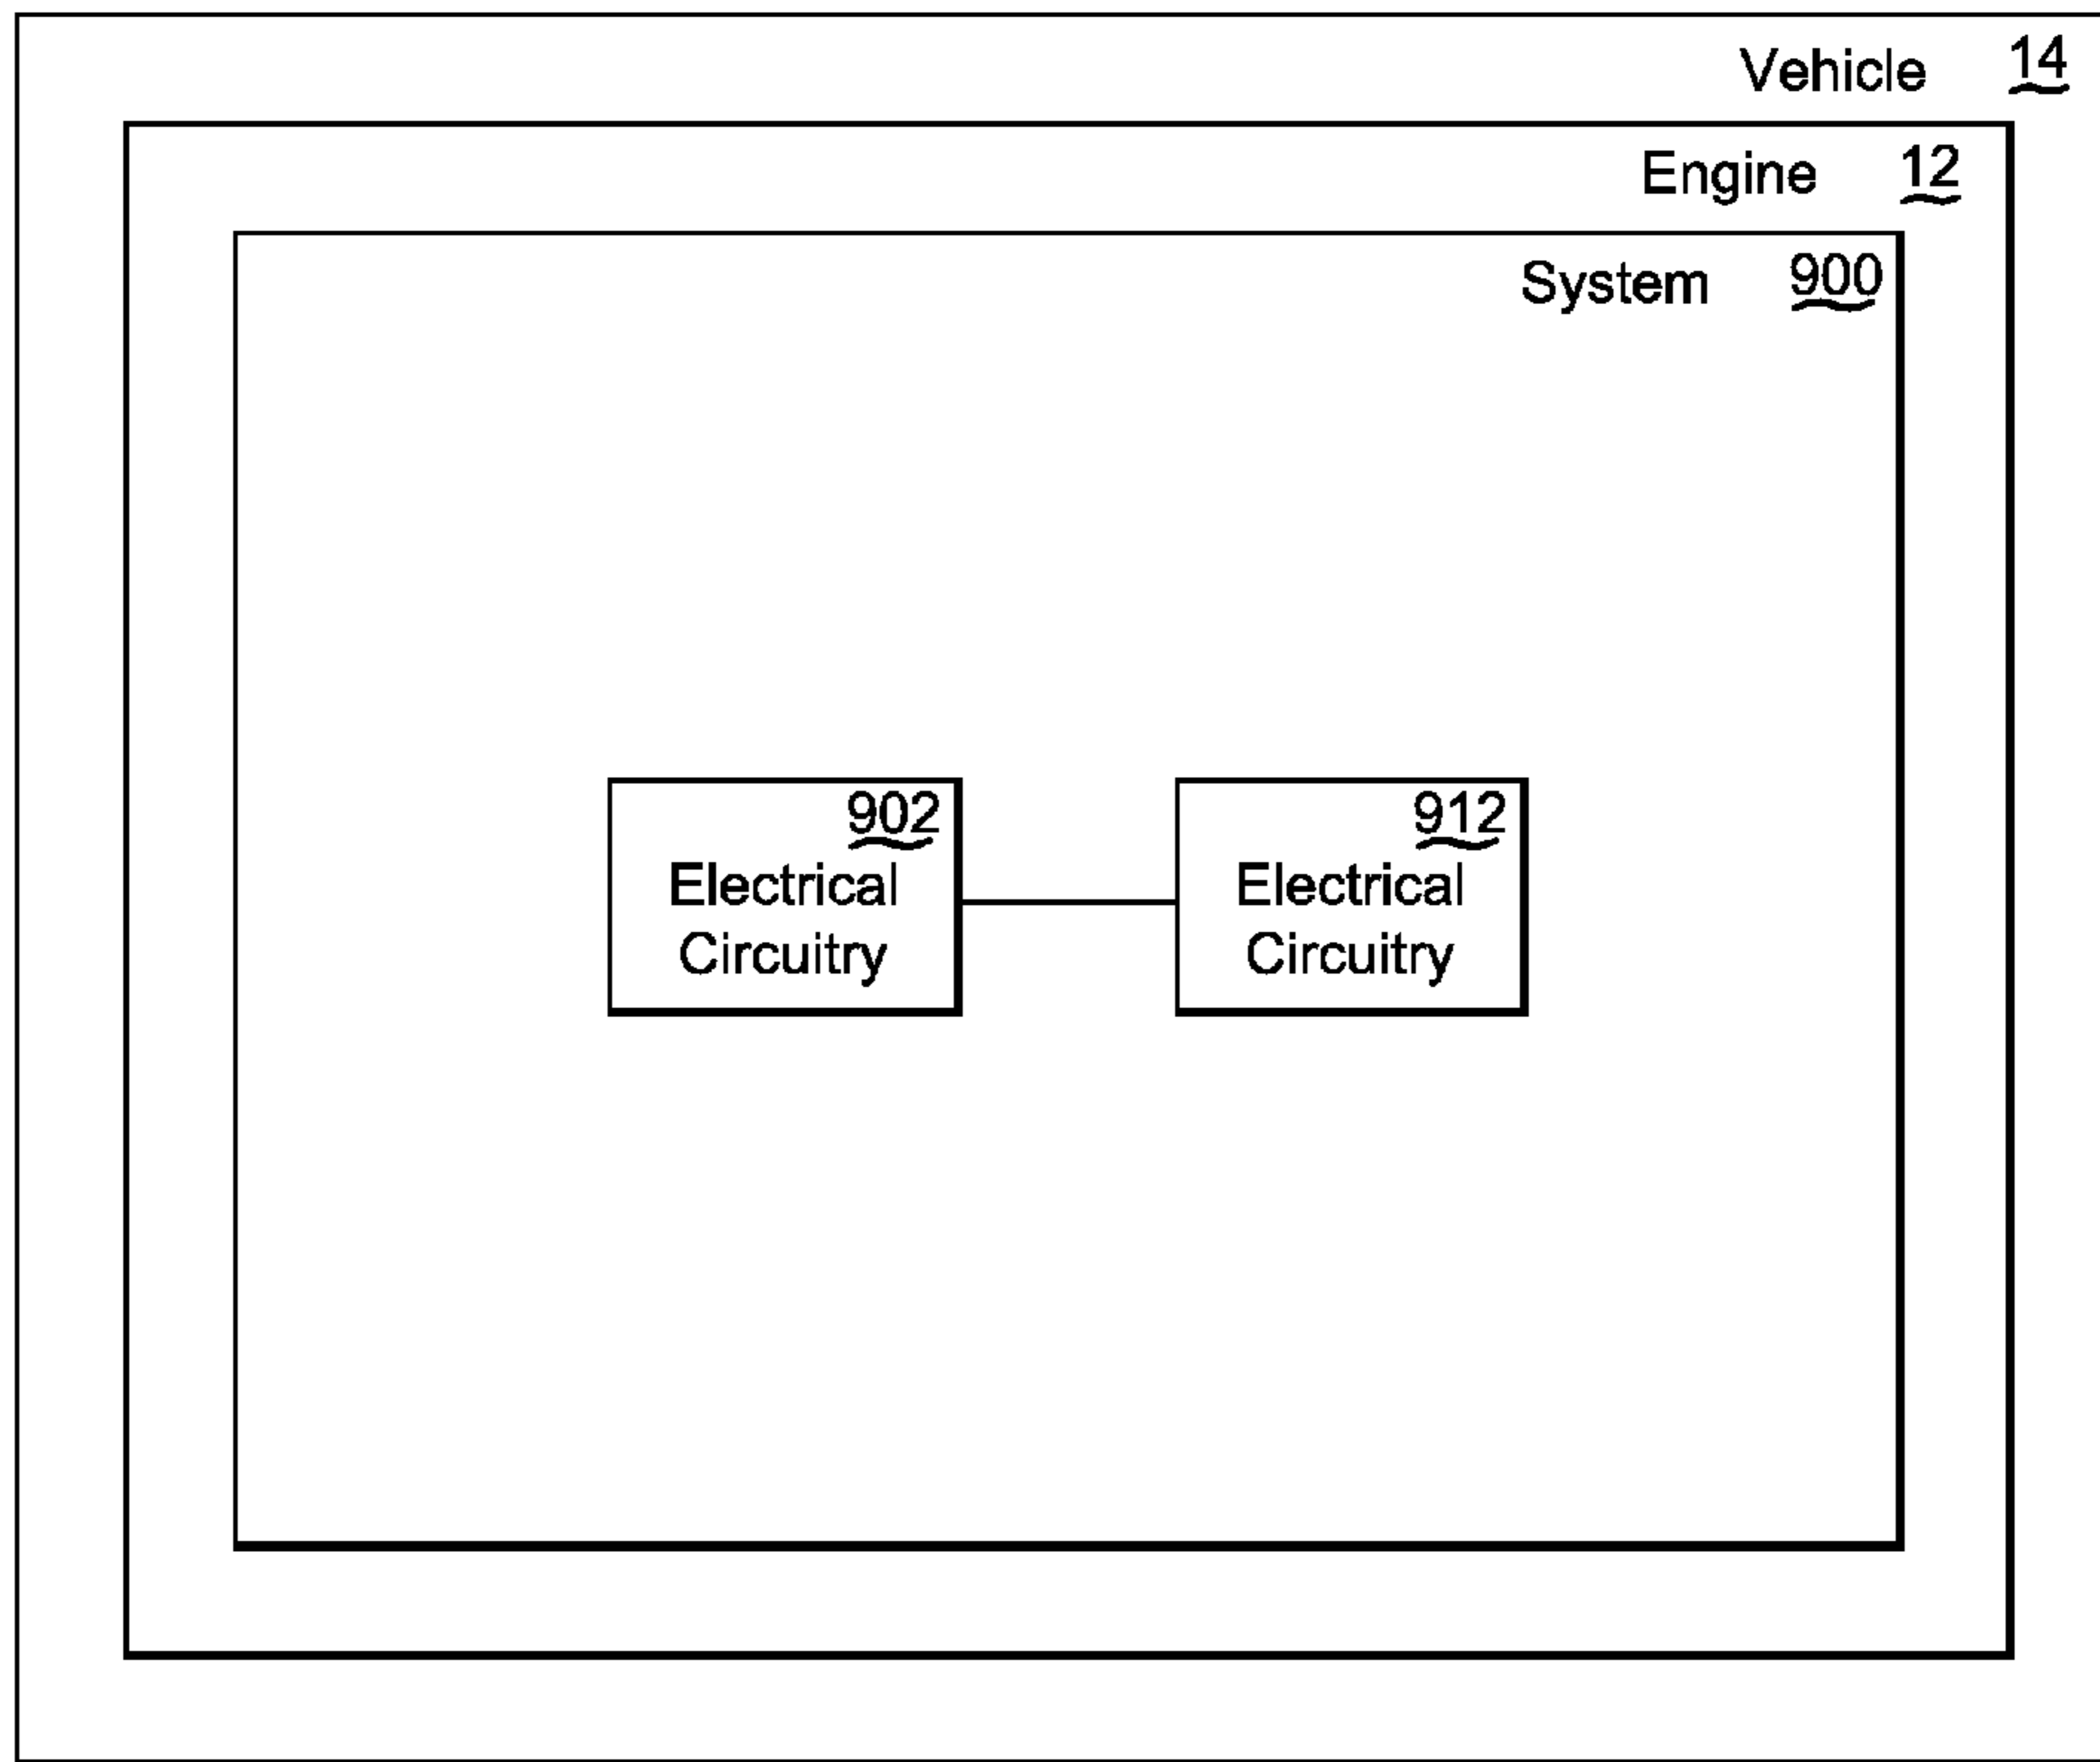 Vehicle 14
Engine 12
System 900
902
Electrical
Circuitry
912
Electrical
Circuitry